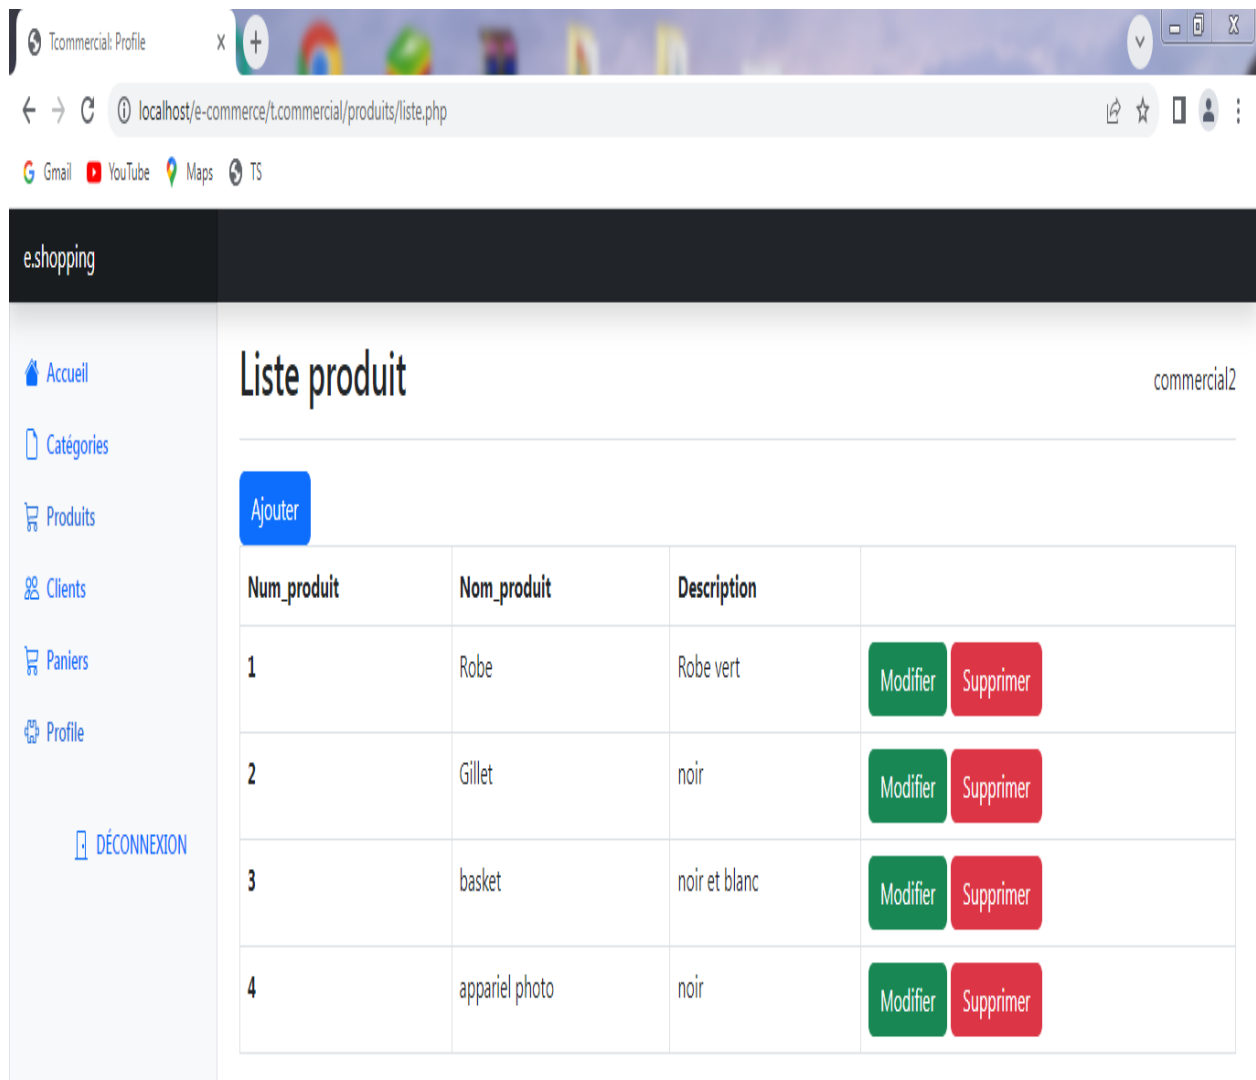 Tcommercial: Profile
localhost/e-commerce/t.commercial/produits/liste.php
Gmail YouTube Maps TS
e.shopping
Accueil
Catégories
Produits
Clients
Paniers
Profile
DÉCONNEXION
Liste produit
commercial2
Ajouter
Num_produit Nom_produit Description
1 Robe Robe vert Modifier Supprimer
2 Gillet noir Modifier Supprimer
3 basket noir et blanc Modifier Supprimer
4 appariel photo noir Modifier Supprimer